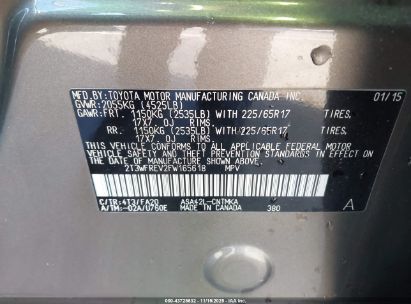 MFD.BY:TOYOTA MOTOR MANUFACTURING CANADA INC. 01/15
GVWR:2055KG (4525LB)
GAWR:FRT. 1150KG (2535LB) WITH 225/65R17 TIRES,
17X7 0J RIMS.
RR. 1150KG (2535LB) WITH 225/65R17 TIRES,
17X7 0J RIMS.
THIS VEHICLE CONFORMS TO ALL APPLICABLE FEDERAL MOTOR
VEHICLE SAFETY AND BUMPER STANDARDS IN EFFECT ON THE DATE
OF MANUFACTURE SHOWN ABOVE.
2T3WFREV2FW165618 MPV
C/TR:4T3/FA20 ASA42L-CNTMKA
A/TM:-02A/U760E MADE IN CANADA 380 A